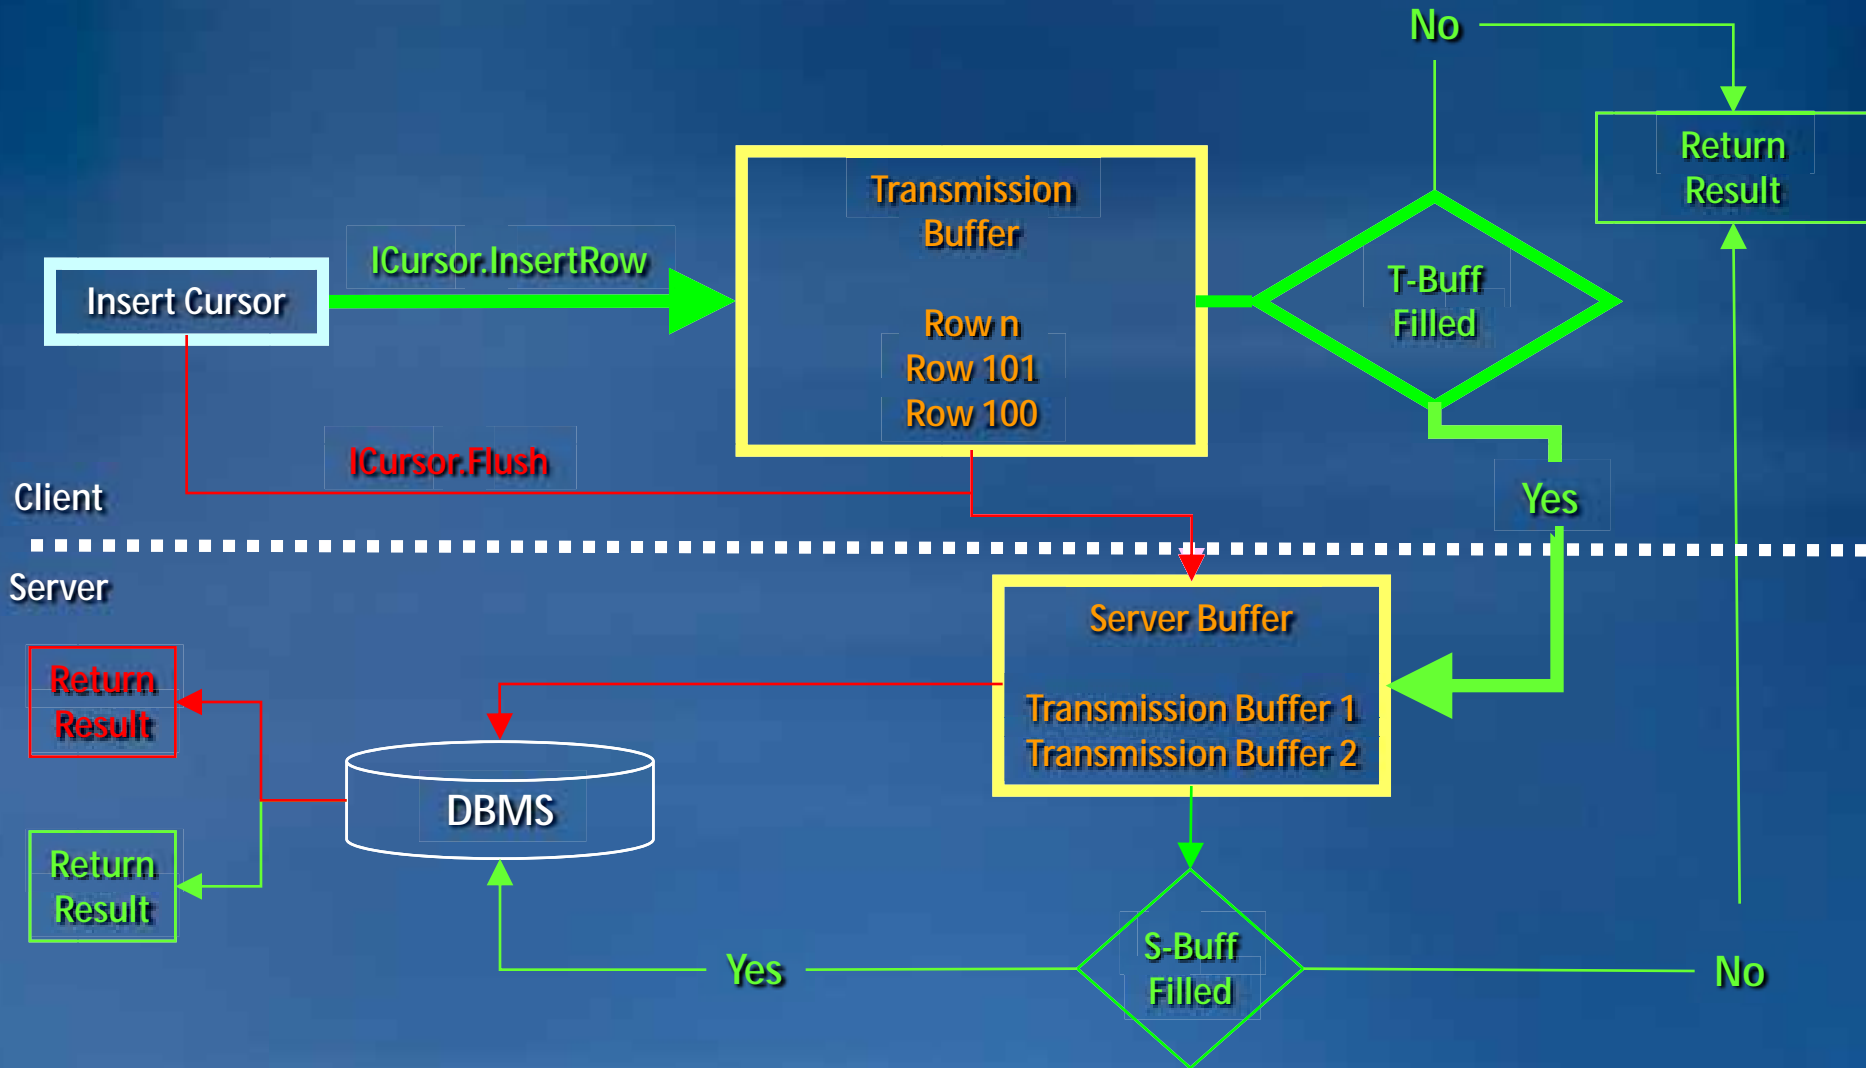 No
Return
Result
Transmission
Buffer
Row n
Row 101
Row 100
ICursor.InsertRow
Insert Cursor
T-Buff
Filled
ICursor.Flush
Client
Yes
Server
Server Buffer
Transmission Buffer 1
Transmission Buffer 2
Return
Result
DBMS
Return
Result
Yes
S-Buff
Filled
No